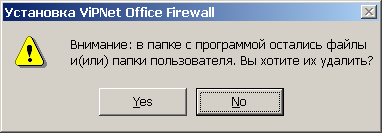 Установка ViPNet Office Firewall
Внимание: в папке с программой остались файлы
и(или) папки пользователя. Вы хотите их удалить?
Yes
No